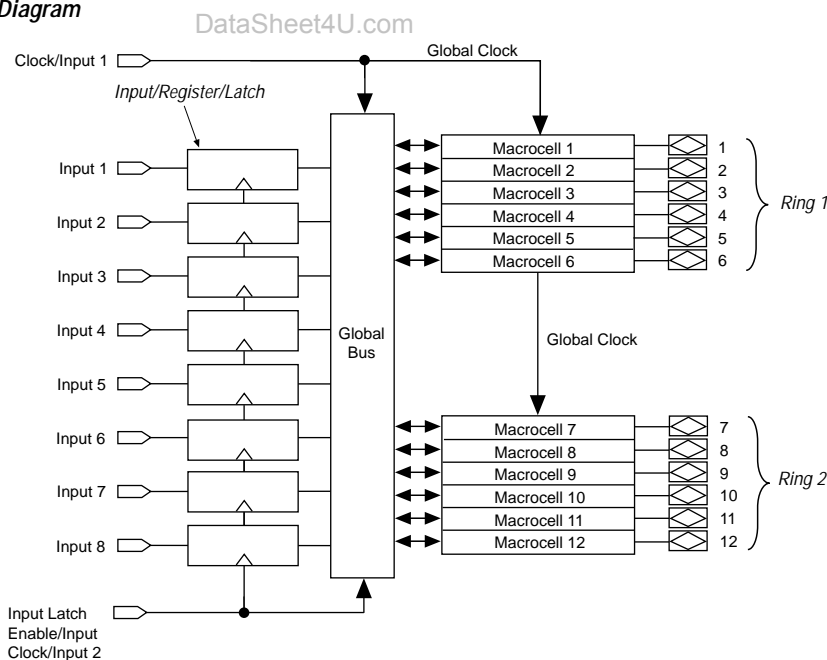 Diagram
DataSheet4U.com
Clock/Input 1
Global Clock
Input/Register/Latch
Input 1
Input 2
Input 3
Input 4
Input 5
Input 6
Input 7
Input 8
Input Latch
Enable/Input
Clock/Input 2
Global
Bus
Macrocell 1
Macrocell 2
Macrocell 3
Macrocell 4
Macrocell 5
Macrocell 6
1
2
3
4
5
6
Ring 1
Global Clock
Macrocell 7
Macrocell 8
Macrocell 9
Macrocell 10
Macrocell 11
Macrocell 12
7
8
9
10
11
12
Ring 2